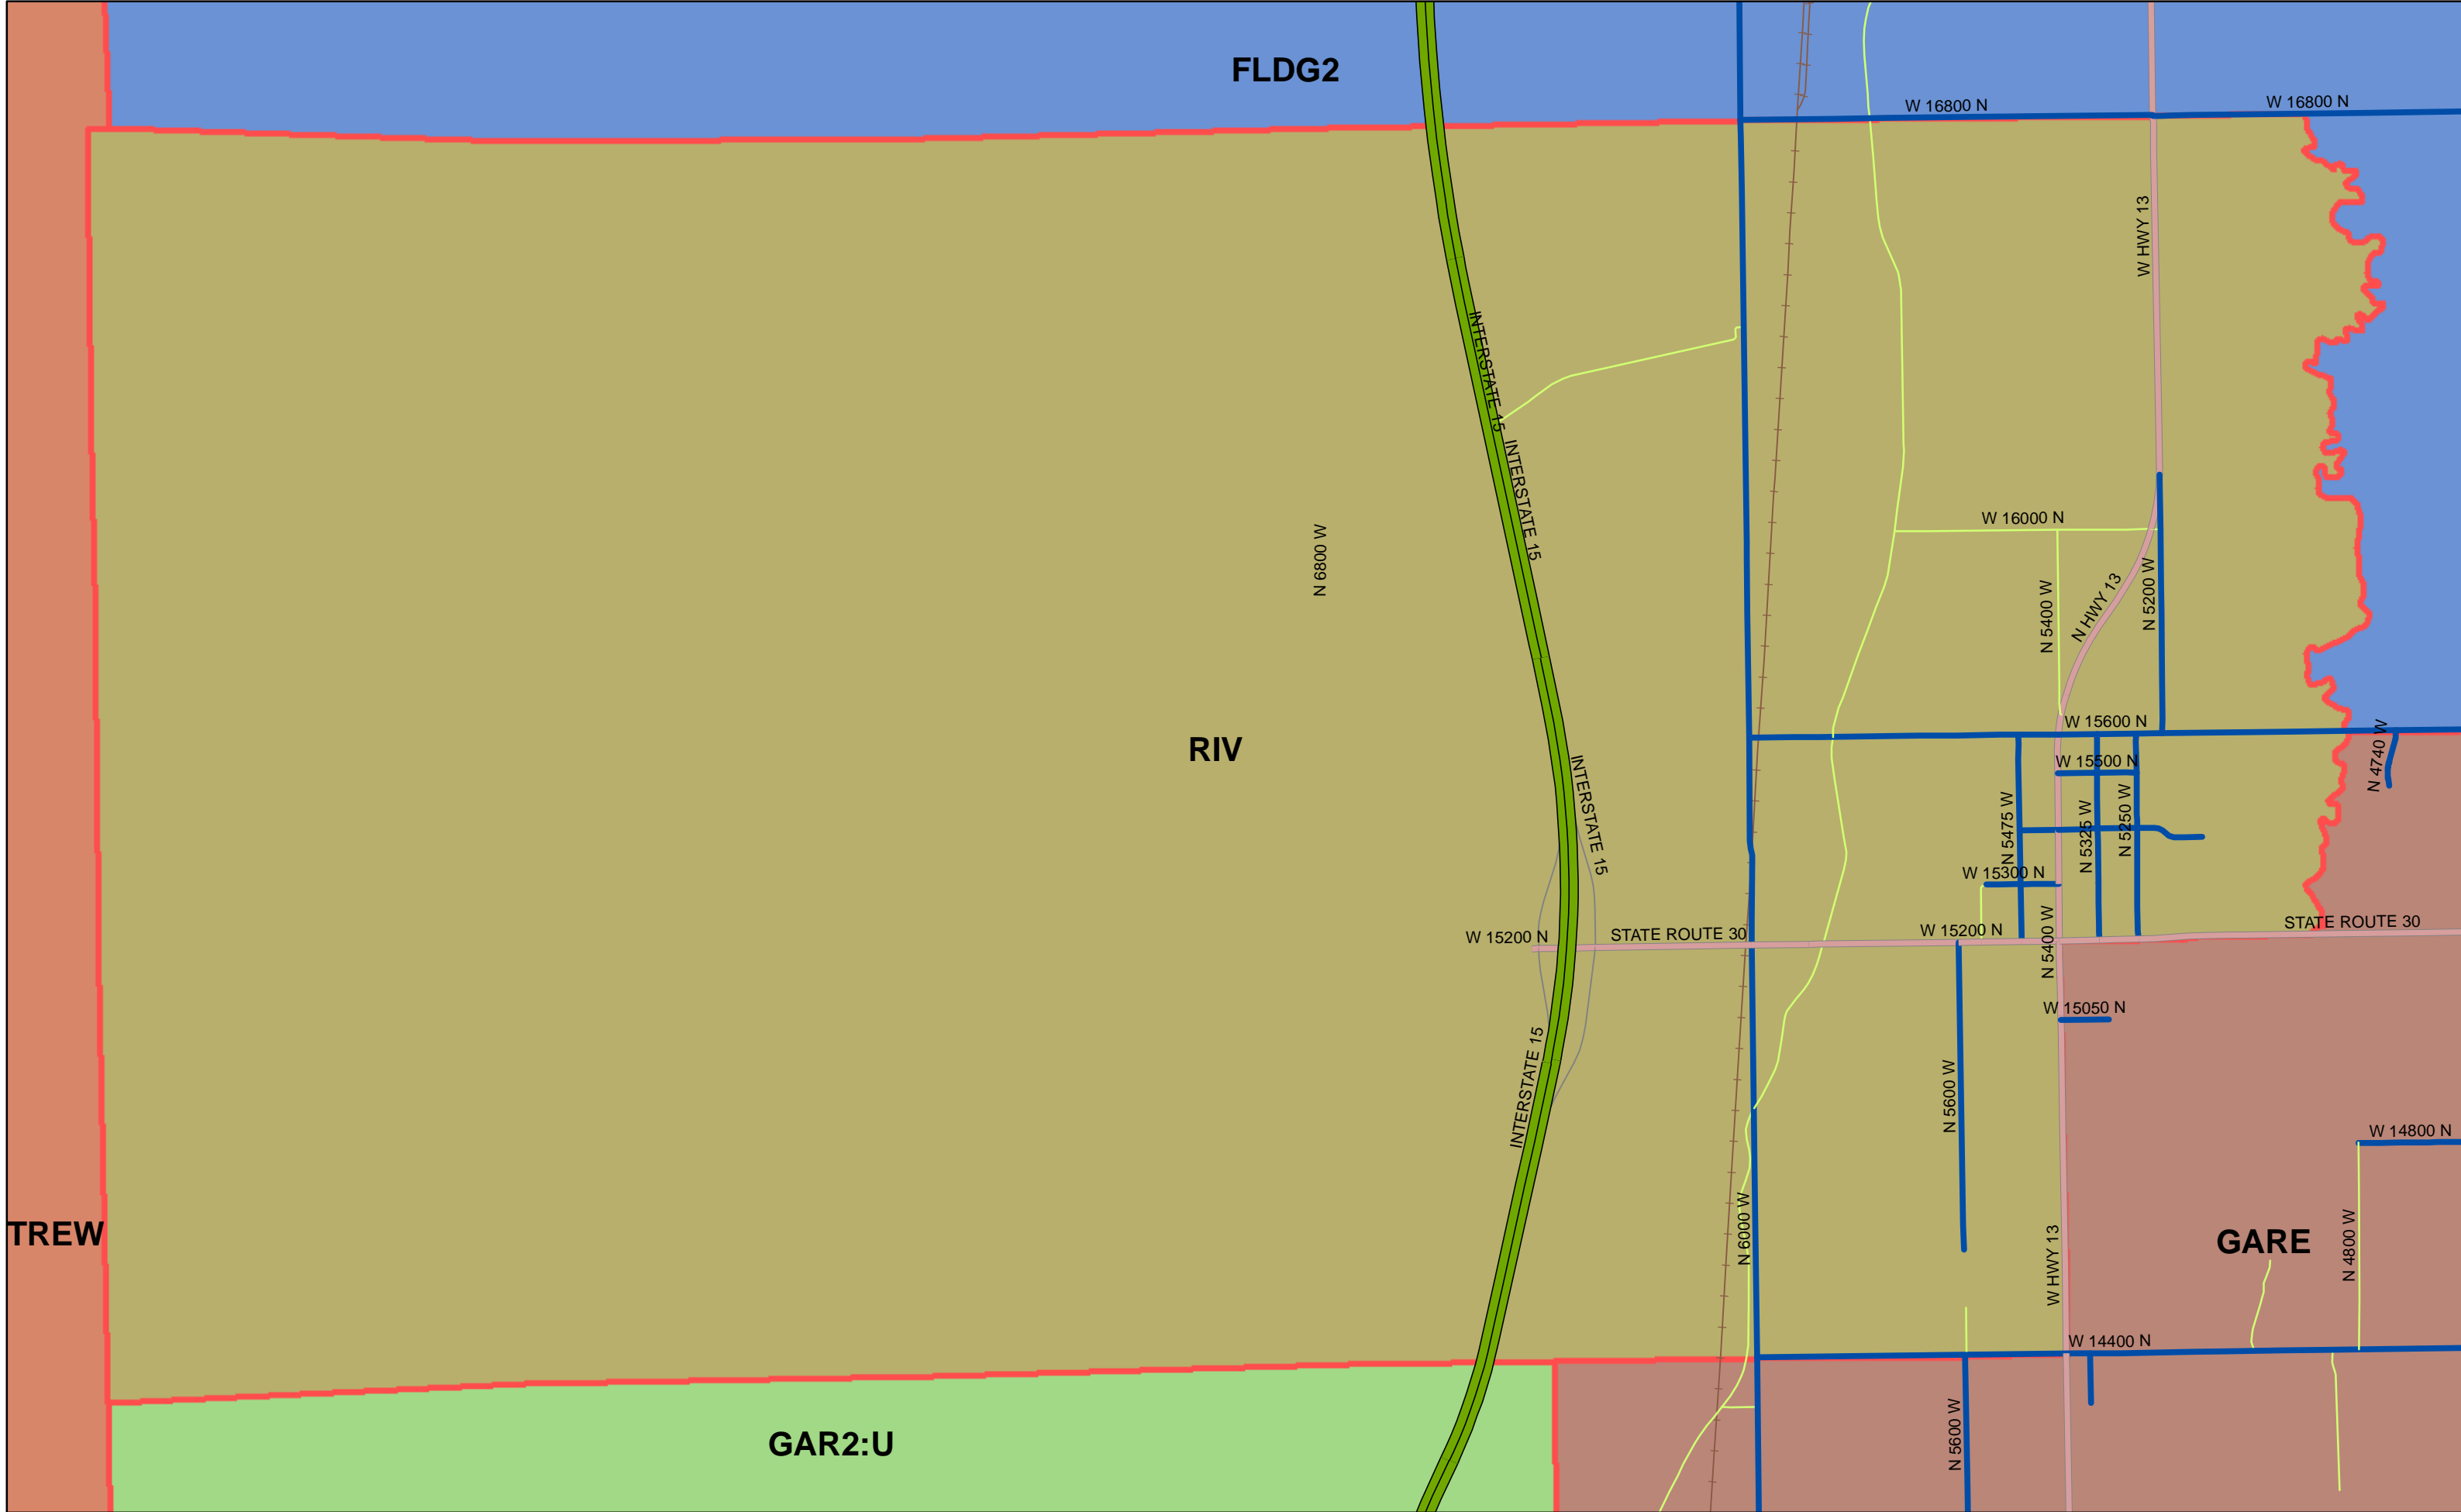 FLDG2
W 16800 N
W 16800 N
W HWY 13
INTERSTATE 15
INTERSTATE 15
N 6800 W
W 16000 N
N 5400 W
N HWY 13
N 5200 W
RIV
W 15600 N
N 4740 W
W 15500 N
INTERSTATE 15
N 5475 W
N 5325 W
N 5250 W
W 15300 N
W 15200 N
STATE ROUTE 30
W 15200 N
STATE ROUTE 30
N 5400 W
W 15050 N
INTERSTATE 15
N 5600 W
W 14800 N
TREW
N 6000 W
W HWY 13
GARE
N 4800 W
W 14400 N
GAR2:U
N 5600 W